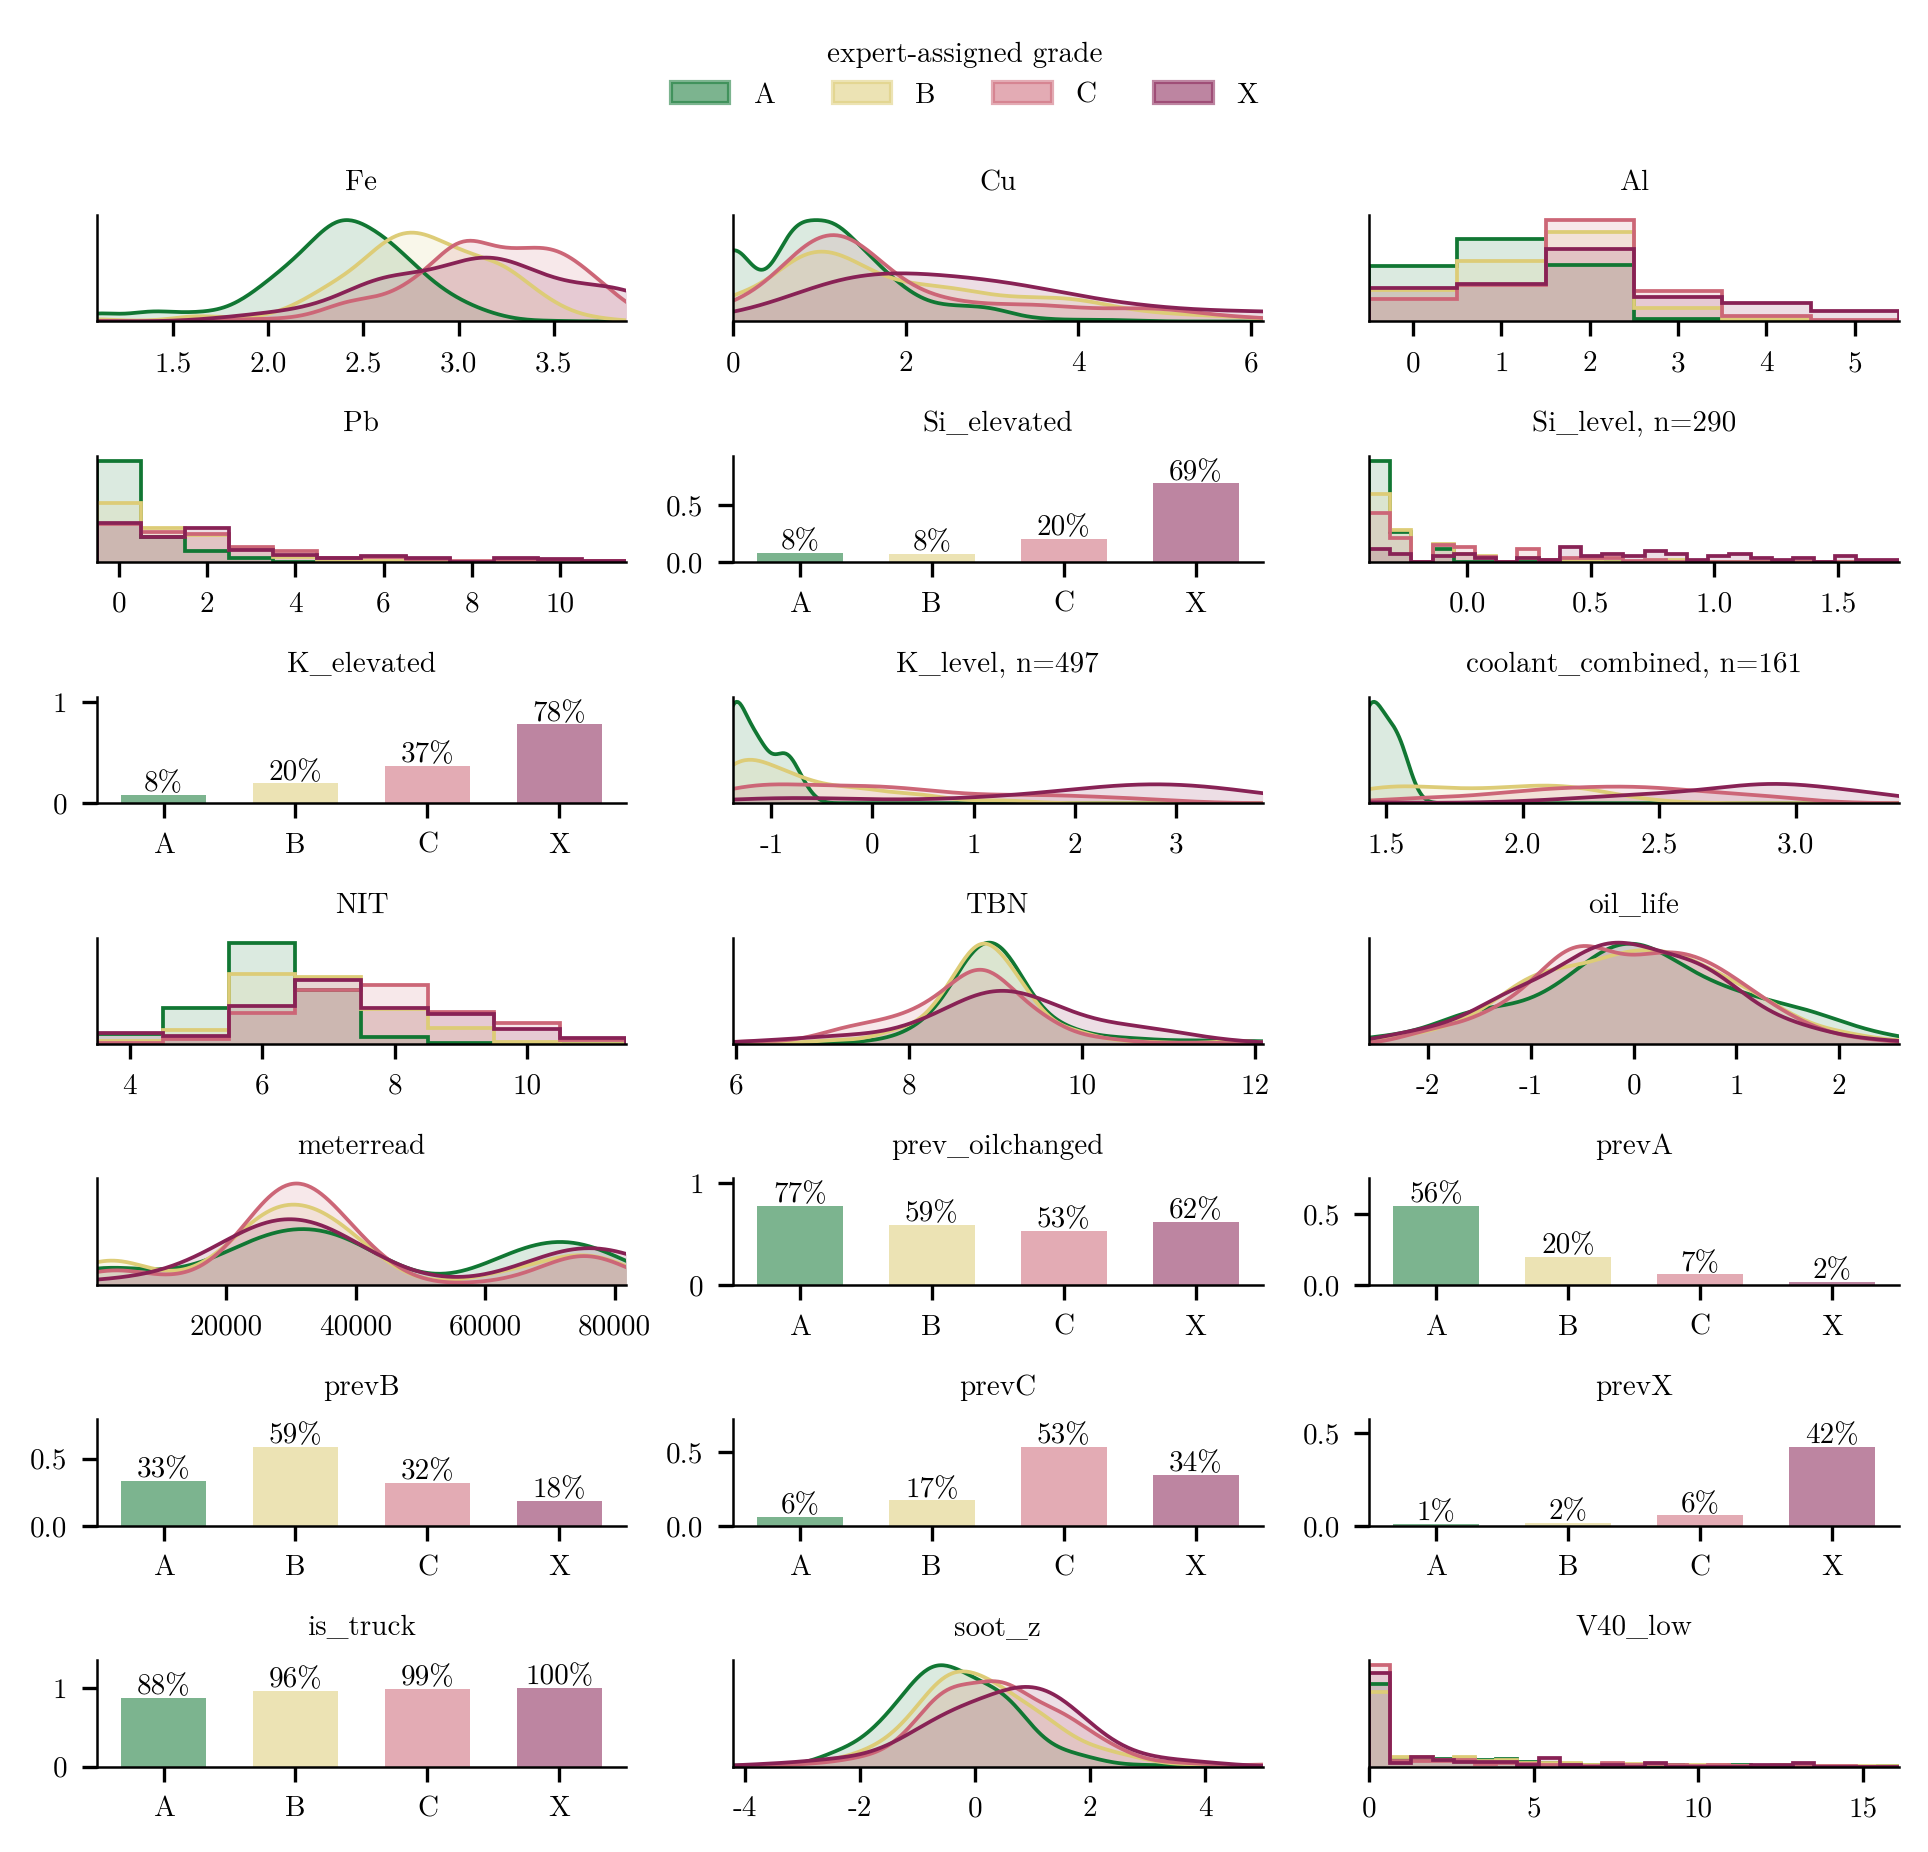 expert-assigned grade
A B C X
Fe Cu Al
1.5 2.0 2.5 3.0 3.5 0 2 4 6 0 1 2 3 4 5
Pb Si_elevated Si_level, n=290
69%
0.5
8% 8% 20%
0.0
0 2 4 6 8 10 A B C X 0.0 0.5 1.0 1.5
K_elevated K_level, n=497 coolant_combined, n=161
1
78%
37%
8% 20%
0
A B C X -1 0 1 2 3 1.5 2.0 2.5 3.0
NIT TBN oil_life
4 6 8 10 6 8 10 12 -2 -1 0 1 2
meterread prev_oilchanged prevA
1 77% 59% 53% 62% 0.5 56% 20% 7% 2%
0 0.0
20000 40000 60000 80000 A B C X A B C X
prevB prevC prevX
0.5 33% 59% 32% 18% 0.5 6% 17% 53% 34% 0.5 1% 2% 6% 42%
0.0 0.0 0.0
A B C X A B C X A B C X
is_truck soot_z V40_low
1 88% 96% 99% 100%
0
A B C X -4 -2 0 2 4 0 5 10 15